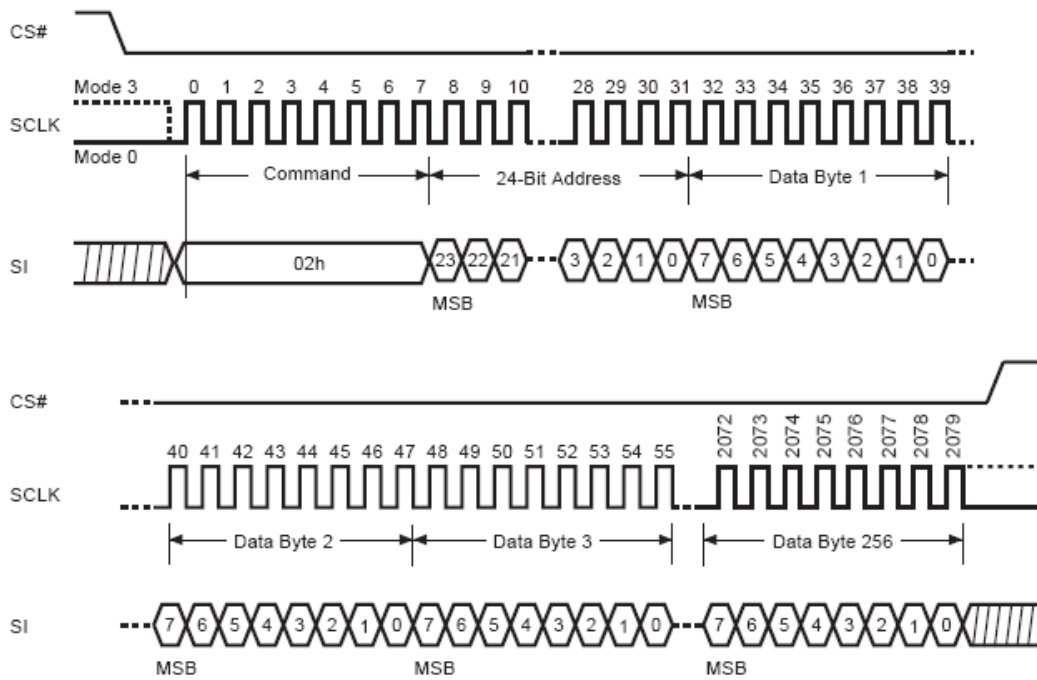 CS#
Mode 3 0 1 2 3 4 5 6 7 8 9 10 28 29 30 31 32 33 34 35 36 37 38 39
SCLK
Mode 0
Command 24-Bit Address Data Byte 1
SI 02h 23 22 21 3 2 1 0 7 6 5 4 3 2 1 0
MSB MSB
CS#
2072 2073 2074 2075 2076 2077 2078 2079
40 41 42 43 44 45 46 47 48 49 50 51 52 53 54 55
SCLK
Data Byte 2 Data Byte 3 Data Byte 256
SI 7 6 5 4 3 2 1 0 7 6 5 4 3 2 1 0 7 6 5 4 3 2 1 0
MSB MSB MSB